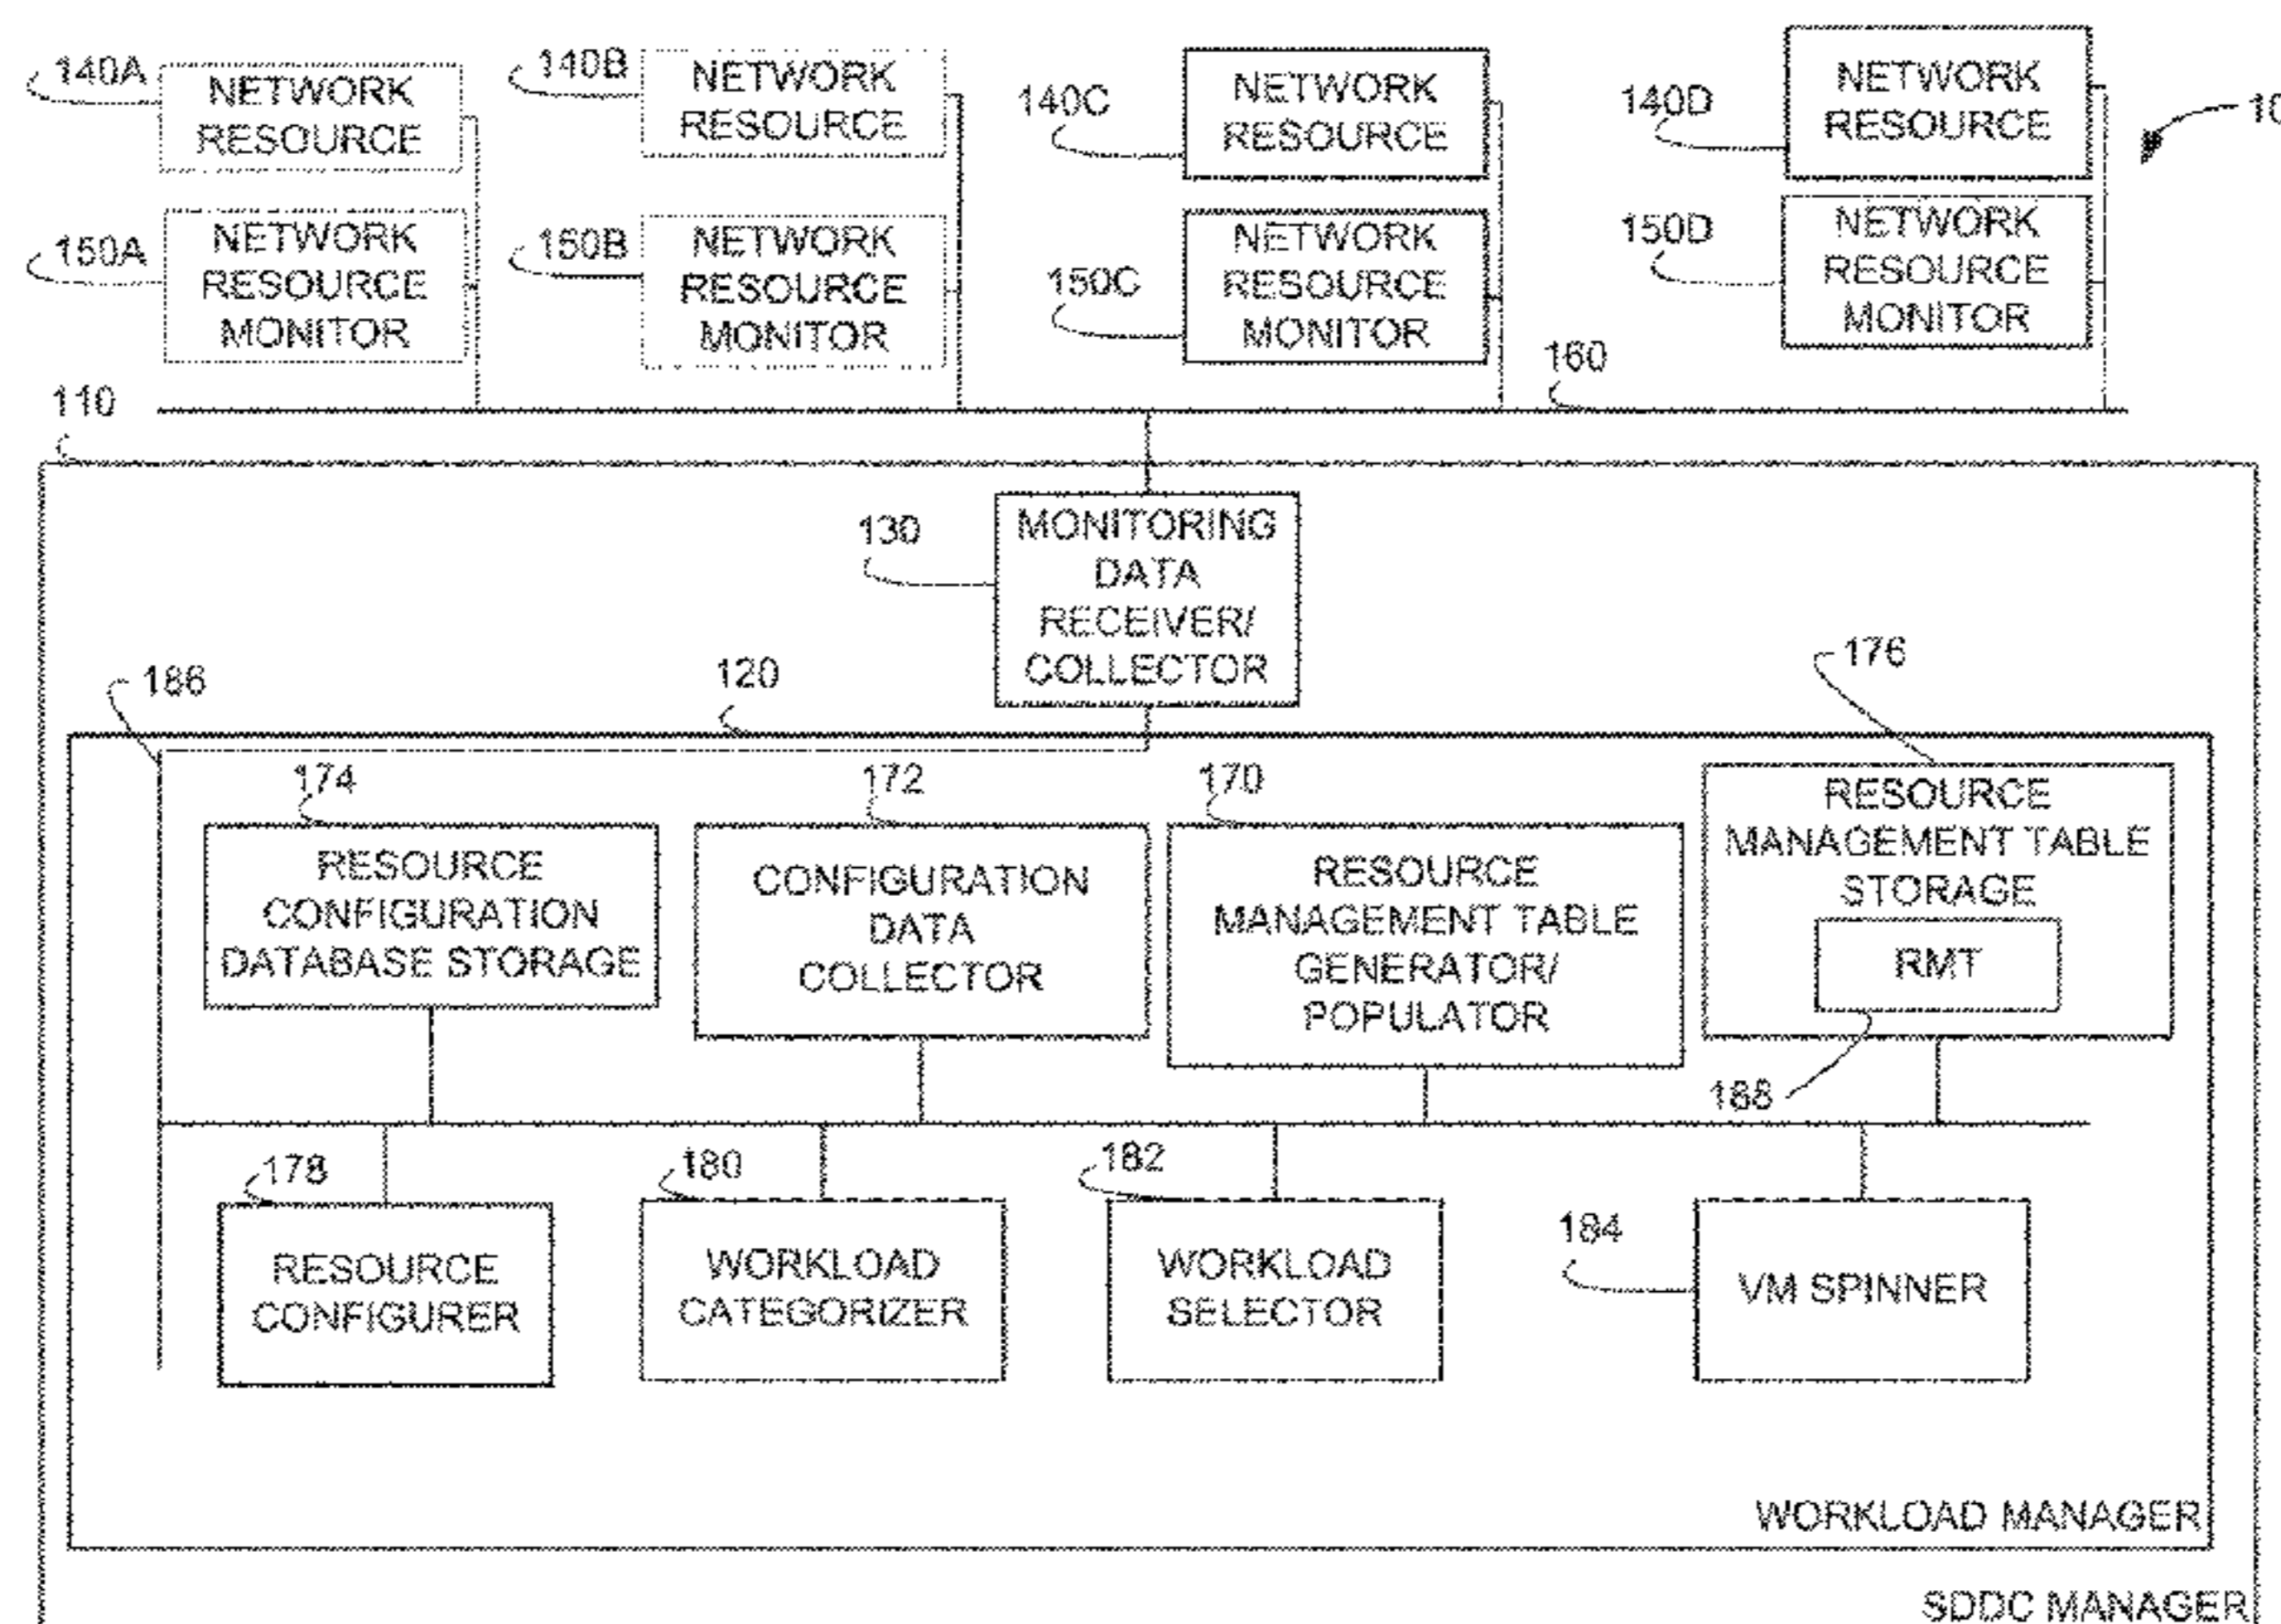 140A
NETWORK
RESOURCE
140B
NETWORK
RESOURCE
140C
NETWORK
RESOURCE
140D
NETWORK
RESOURCE
10
150A
NETWORK
RESOURCE
MONITOR
150B
NETWORK
RESOURCE
MONITOR
150C
NETWORK
RESOURCE
MONITOR
150D
NETWORK
RESOURCE
MONITOR
160
110
130
MONITORING
DATA
RECEIVER/
COLLECTOR
186
120
176
174
RESOURCE
CONFIGURATION
DATABASE STORAGE
172
CONFIGURATION
DATA
COLLECTOR
170
RESOURCE
MANAGEMENT TABLE
GENERATOR/
POPULATOR
RESOURCE
MANAGEMENT TABLE
STORAGE
RMT
188
178
RESOURCE
CONFIGURER
180
WORKLOAD
CATEGORIZER
182
WORKLOAD
SELECTOR
184
VM SPINNER
WORKLOAD MANAGER
SDDC MANAGER